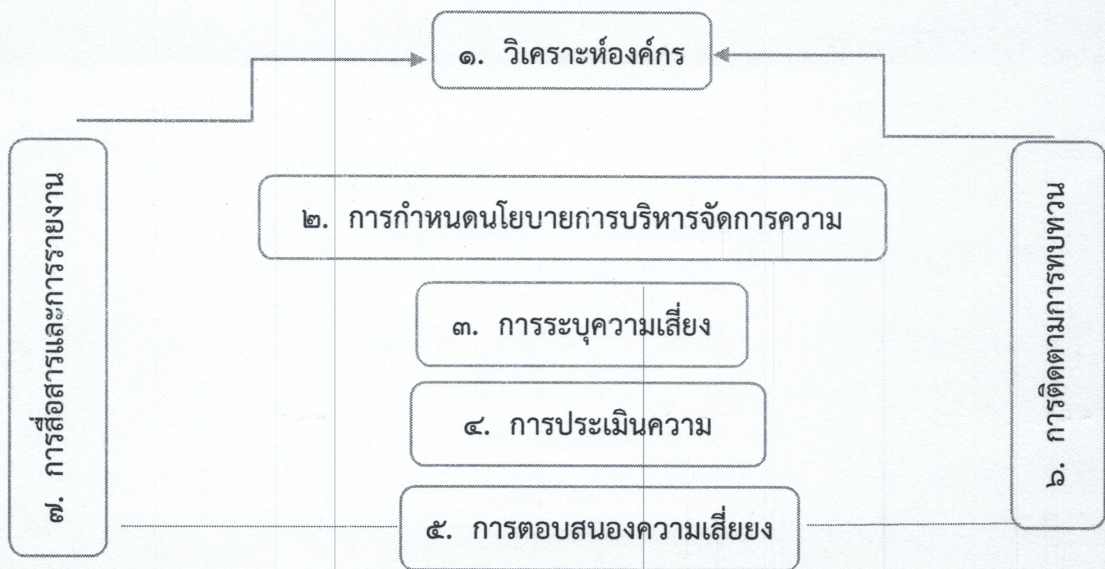 ๑. วิเคราะห์องค์กร
๒. การกำหนดนโยบายการบริหารจัดการความ
๓. การระบุความเสี่ยง
๔. การประเมินความ
๕. การตอบสนองความเสี่ยยง
๖. การติดตามการทบทวน
๗. การสื่อสารและการรายงาน